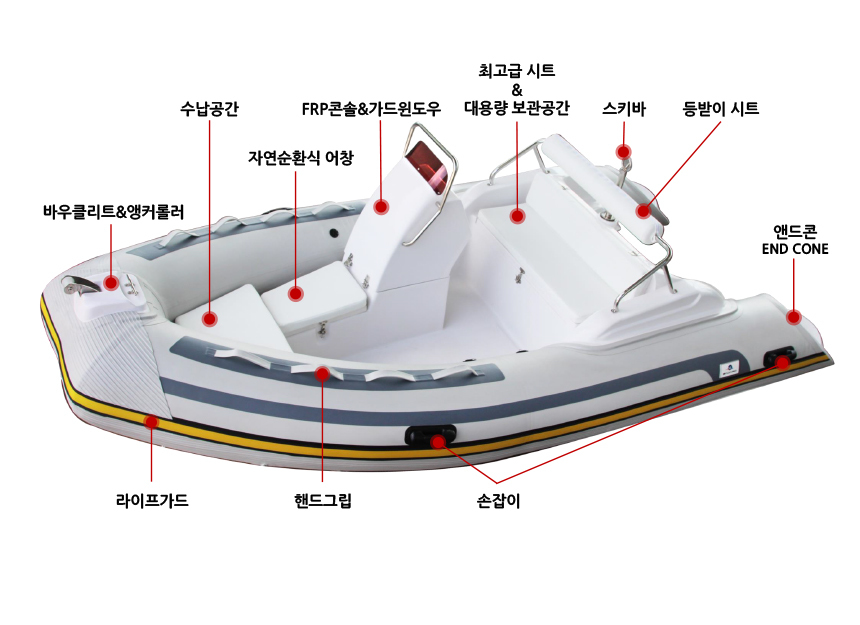 최고급 시트
&
대용량 보관공간
수납공간
FRP콘솔&가드윈도우
스키바
등받이 시트
자연순환식 어창
바우클리트&앵커롤러
앤드콘
END CONE
라이프가드
핸드그립
손잡이